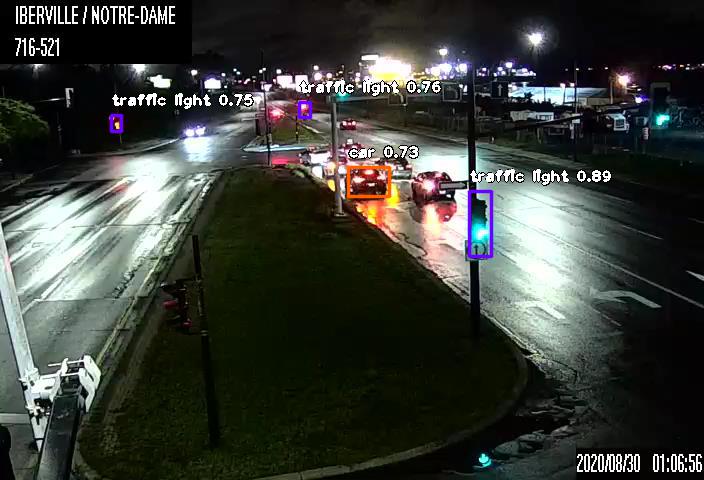 IBERVILLE / NOTRE-DAME
716-521
traffic light 0.75
traffic light 0.76
car 0.73
traffic light 0.89
2020/08/30 01:06:56